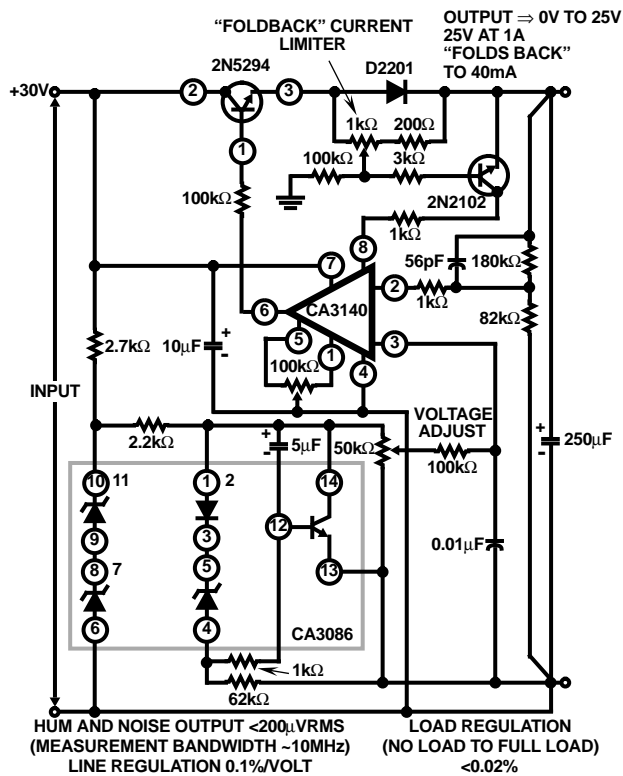 OUTPUT ⇒ 0V TO 25V
25V AT 1A
“FOLDS BACK”
TO 40mA
“FOLDBACK” CURRENT
LIMITER
2N5294
D2201
+30V
2
3
1kΩ
200Ω
1
100kΩ
3kΩ
100kΩ
2N2102
1kΩ
8
56pF
180kΩ
7
2
6
CA3140
1kΩ
82kΩ
5
3
2.7kΩ
10µF
+
-
1
100kΩ
4
INPUT
VOLTAGE
ADJUST
2.2kΩ
+
-
5µF
50kΩ
100kΩ
+
-
250µF
10
11
1
2
14
9
3
12
0.01µF
8
7
5
13
6
4
CA3086
1kΩ
62kΩ
HUM AND NOISE OUTPUT <200µVRMS
(MEASUREMENT BANDWIDTH ~10MHz)
LINE REGULATION 0.1%/VOLT
LOAD REGULATION
(NO LOAD TO FULL LOAD)
<0.02%